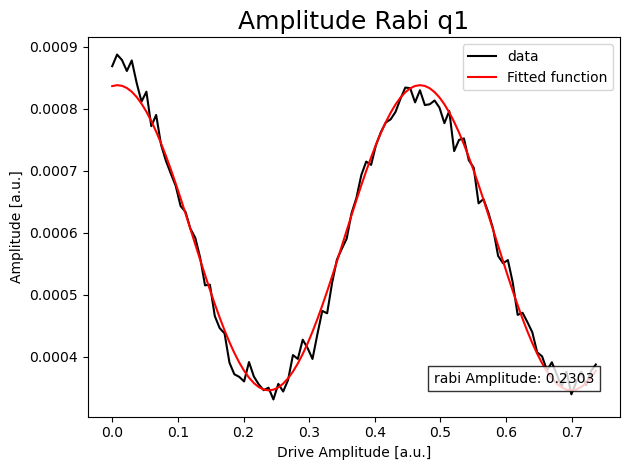 Amplitude Rabi q1
data
Fitted function
Amplitude [a.u.]
0.0009
0.0008
0.0007
0.0006
0.0005
0.0004
rabi Amplitude: 0.2303
0.0 0.1 0.2 0.3 0.4 0.5 0.6 0.7
Drive Amplitude [a.u.]